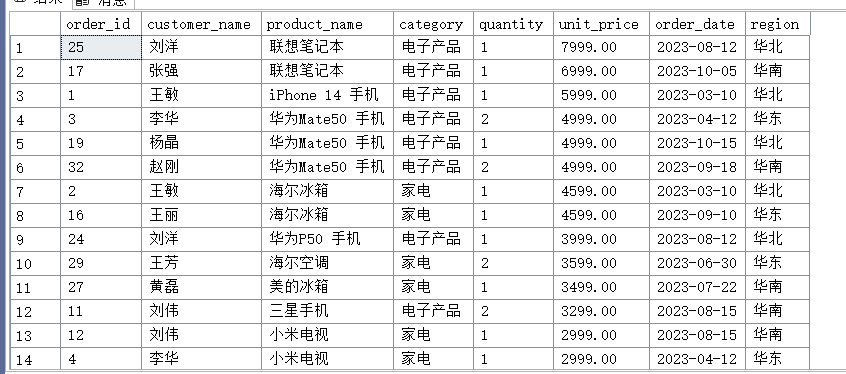 结果 消息
order_id customer_name product_name category quantity unit_price order_date region
1 25 刘洋 联想笔记本 电子产品 1 7999.00 2023-08-12 华北
2 17 张强 联想笔记本 电子产品 1 6999.00 2023-10-05 华南
3 1 王敏 iPhone 14 手机 电子产品 1 5999.00 2023-03-10 华北
4 3 李华 华为Mate50 手机 电子产品 2 4999.00 2023-04-12 华东
5 19 杨晶 华为Mate50 手机 电子产品 1 4999.00 2023-10-15 华北
6 32 赵刚 华为Mate50 手机 电子产品 2 4999.00 2023-09-18 华南
7 2 王敏 海尔冰箱 家电 1 4599.00 2023-03-10 华北
8 16 王丽 海尔冰箱 家电 1 4599.00 2023-09-10 华东
9 24 刘洋 华为P50 手机 电子产品 1 3999.00 2023-08-12 华北
10 29 王芳 海尔空调 家电 2 3599.00 2023-06-30 华东
11 27 黄磊 美的冰箱 家电 1 3499.00 2023-07-22 华南
12 11 刘伟 三星手机 电子产品 2 3299.00 2023-08-15 华南
13 12 刘伟 小米电视 家电 1 2999.00 2023-08-15 华南
14 4 李华 小米电视 家电 1 2999.00 2023-04-12 华东